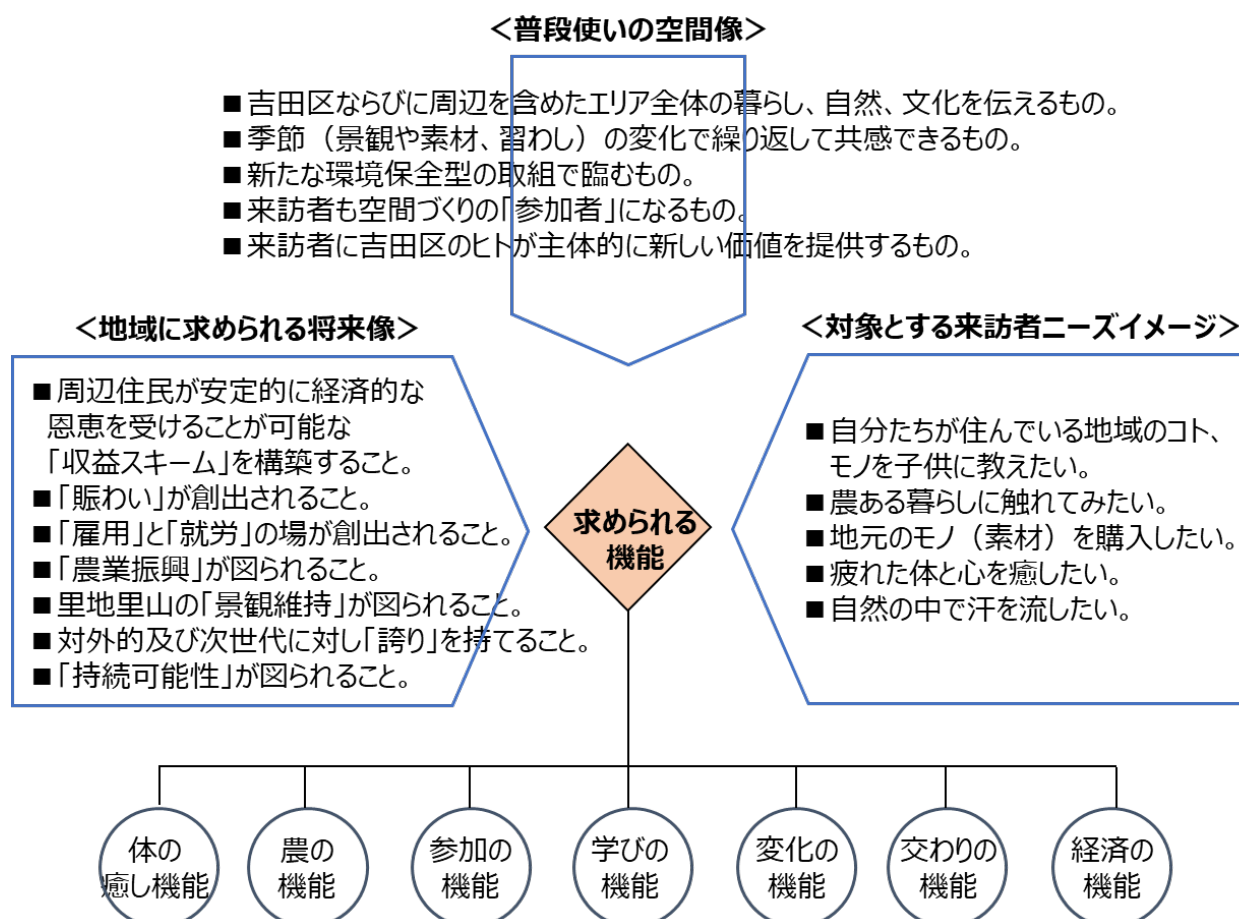 ＜普段使いの空間像＞
■吉田区ならびに周辺を含めたエリア全体の暮らし、自然、文化を伝えるもの。
■季節（景観や素材、習わし）の変化で繰り返して共感できるもの。
■新たな環境保全型の取組で臨むもの。
■来訪者も空間づくりの「参加者」になるもの。
■来訪者に吉田区のヒトが主体的に新しい価値を提供するもの。
＜地域に求められる将来像＞
■周辺住民が安定的に経済的な
恩恵を受けることが可能な
「収益スキーム」を構築すること。
■「賑わい」が創出されること。
■「雇用」と「就労」の場が創出されること。
■「農業振興」が図られること。
■里地里山の「景観維持」が図られること。
■対外的及び次世代に対し「誇り」を持てること。
■「持続可能性」が図られること。
＜対象とする来訪者ニーズイメージ＞
■自分たちが住んでいる地域のコト、
モノを子供に教えたい。
■農ある暮らしに触れてみたい。
■地元のモノ（素材）を購入したい。
■疲れた体と心を癒したい。
■自然の中で汗を流したい。
求められる
機能
体の
癒し機能
農の
機能
参加の
機能
学びの
機能
変化の
機能
交わりの
機能
経済の
機能